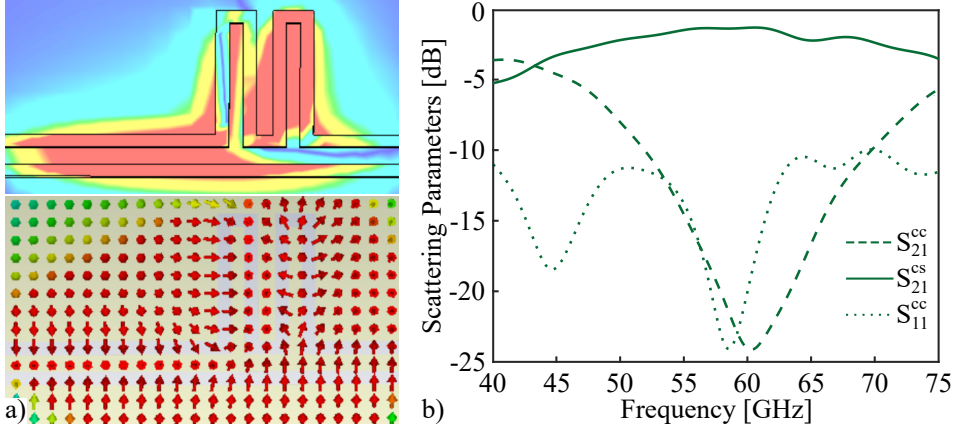 a)
b)
Scattering Parameters [dB]
0
-5
-10
-15
-20
-25
40 45 50 55 60 65 70 75
Frequency [GHz]
S21cc
S21cs
S11cc